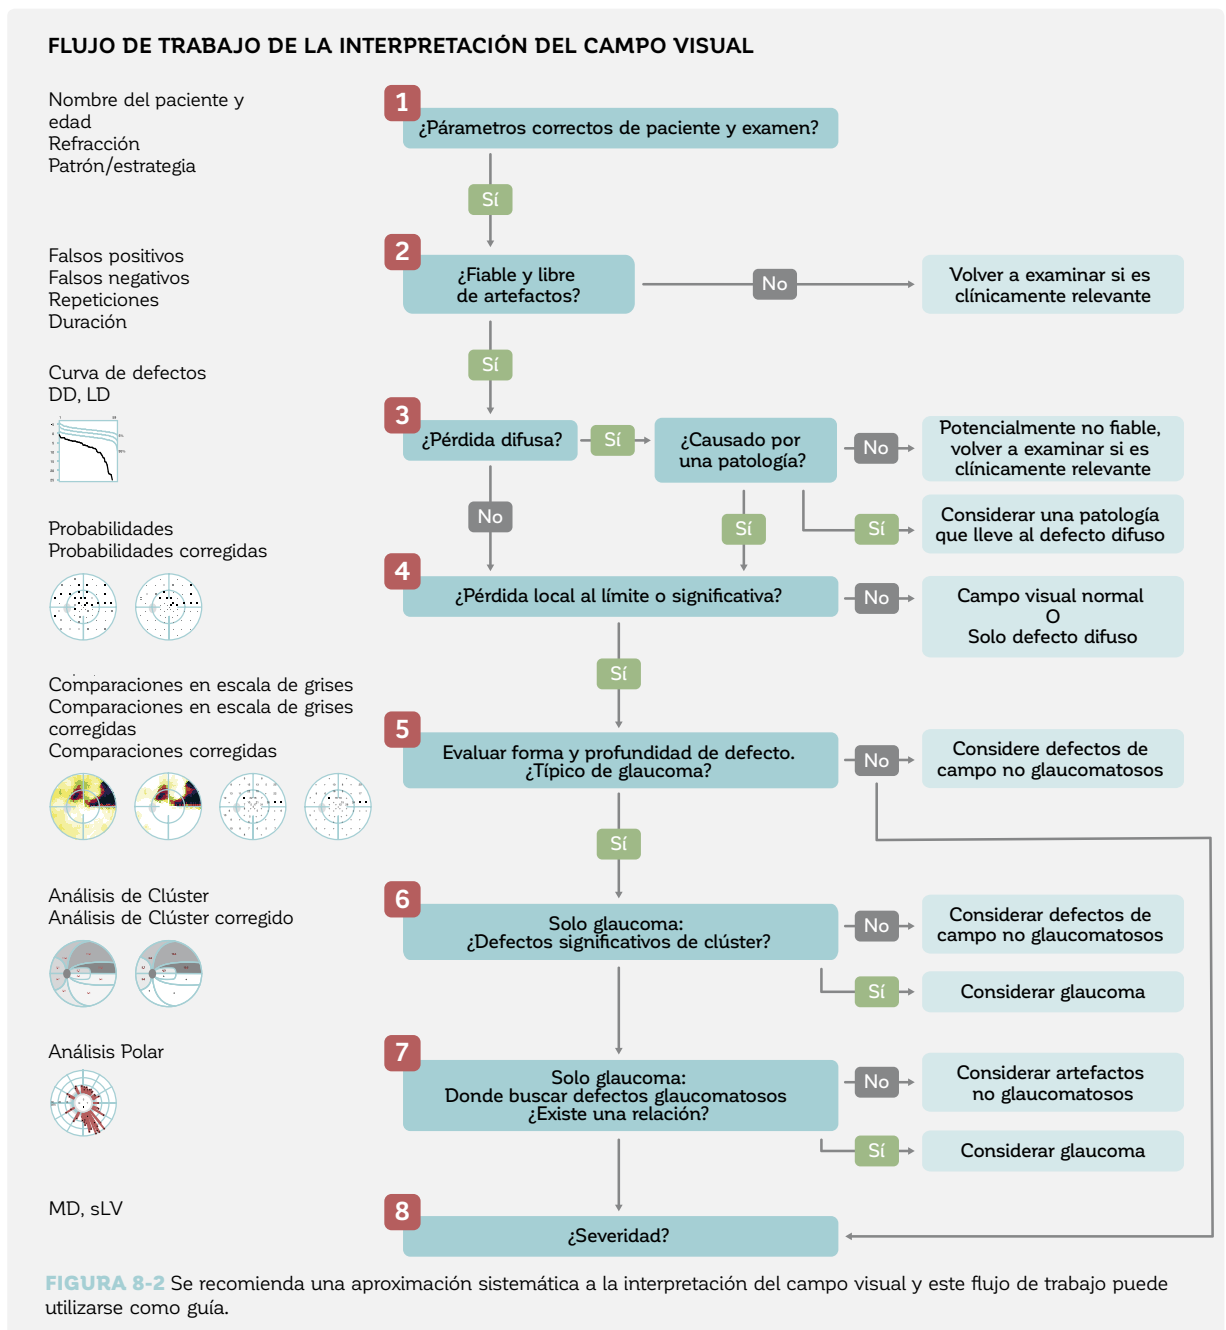 FLUJO DE TRABAJO DE LA INTERPRETACIÓN DEL CAMPO VISUAL
Nombre del paciente y
edad
Refracción
Patrón/estrategia
1
¿Párametros correctos de paciente y examen?
Sí
Falsos positivos
Falsos negativos
Repeticiones
Duración
2
¿Fiable y libre
de artefactos?
No
Volver a examinar si es
clínicamente relevante
Sí
Curva de defectos
DD, LD
3
¿Pérdida difusa?
Sí
¿Causado por
una patología?
No
Potencialmente no fiable,
volver a examinar si es
clínicamente relevante
No
Sí
Sí
Considerar una patología
que lleve al defecto difuso
Probabilidades
Probabilidades corregidas
4
¿Pérdida local al límite o significativa?
No
Campo visual normal
O
Solo defecto difuso
Sí
Comparaciones en escala de grises
Comparaciones en escala de grises
corregidas
Comparaciones corregidas
5
Evaluar forma y profundidad de defecto.
¿Típico de glaucoma?
No
Considere defectos de
campo no glaucomatosos
Sí
Análisis de Clúster
Análisis de Clúster corregido
6
Solo glaucoma:
¿Defectos significativos de clúster?
No
Considerar defectos de
campo no glaucomatosos
Sí
Considerar glaucoma
Análisis Polar
7
Solo glaucoma:
Donde buscar defectos glaucomatosos
¿Existe una relación?
No
Considerar artefactos
no glaucomatosos
Sí
Considerar glaucoma
MD, sLV
8
¿Severidad?
FIGURA 8-2 Se recomienda una aproximación sistemática a la interpretación del campo visual y este flujo de trabajo puede
utilizarse como guía.